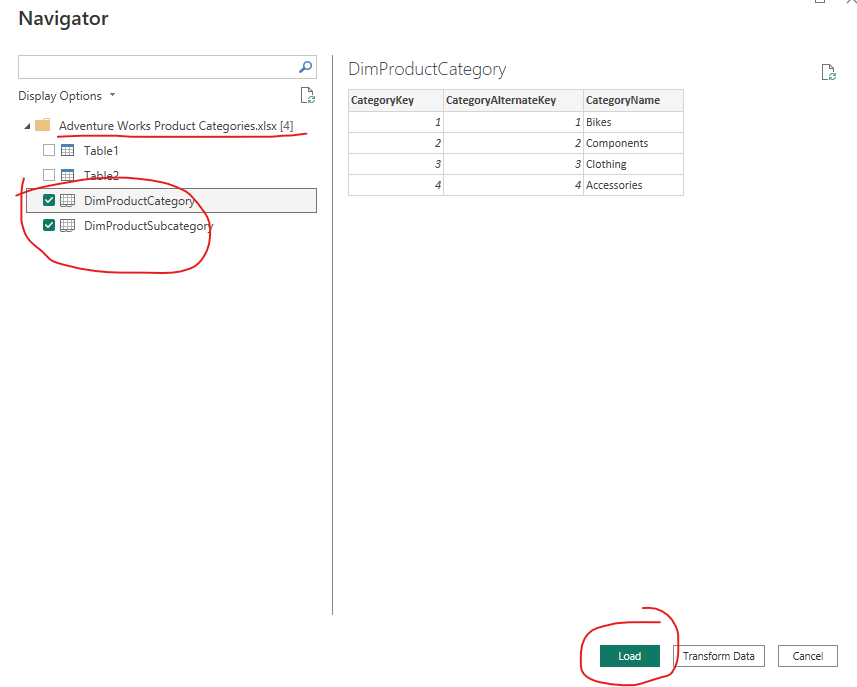 Navigator
Display Options
Adventure Works Product Categories.xlsx [4]
Table1
Table2
DimProductCategory
DimProductSubcategory
DimProductCategory
CategoryKey CategoryAlternateKey CategoryName
1 1 Bikes
2 2 Components
3 3 Clothing
4 4 Accessories
Load Transform Data Cancel